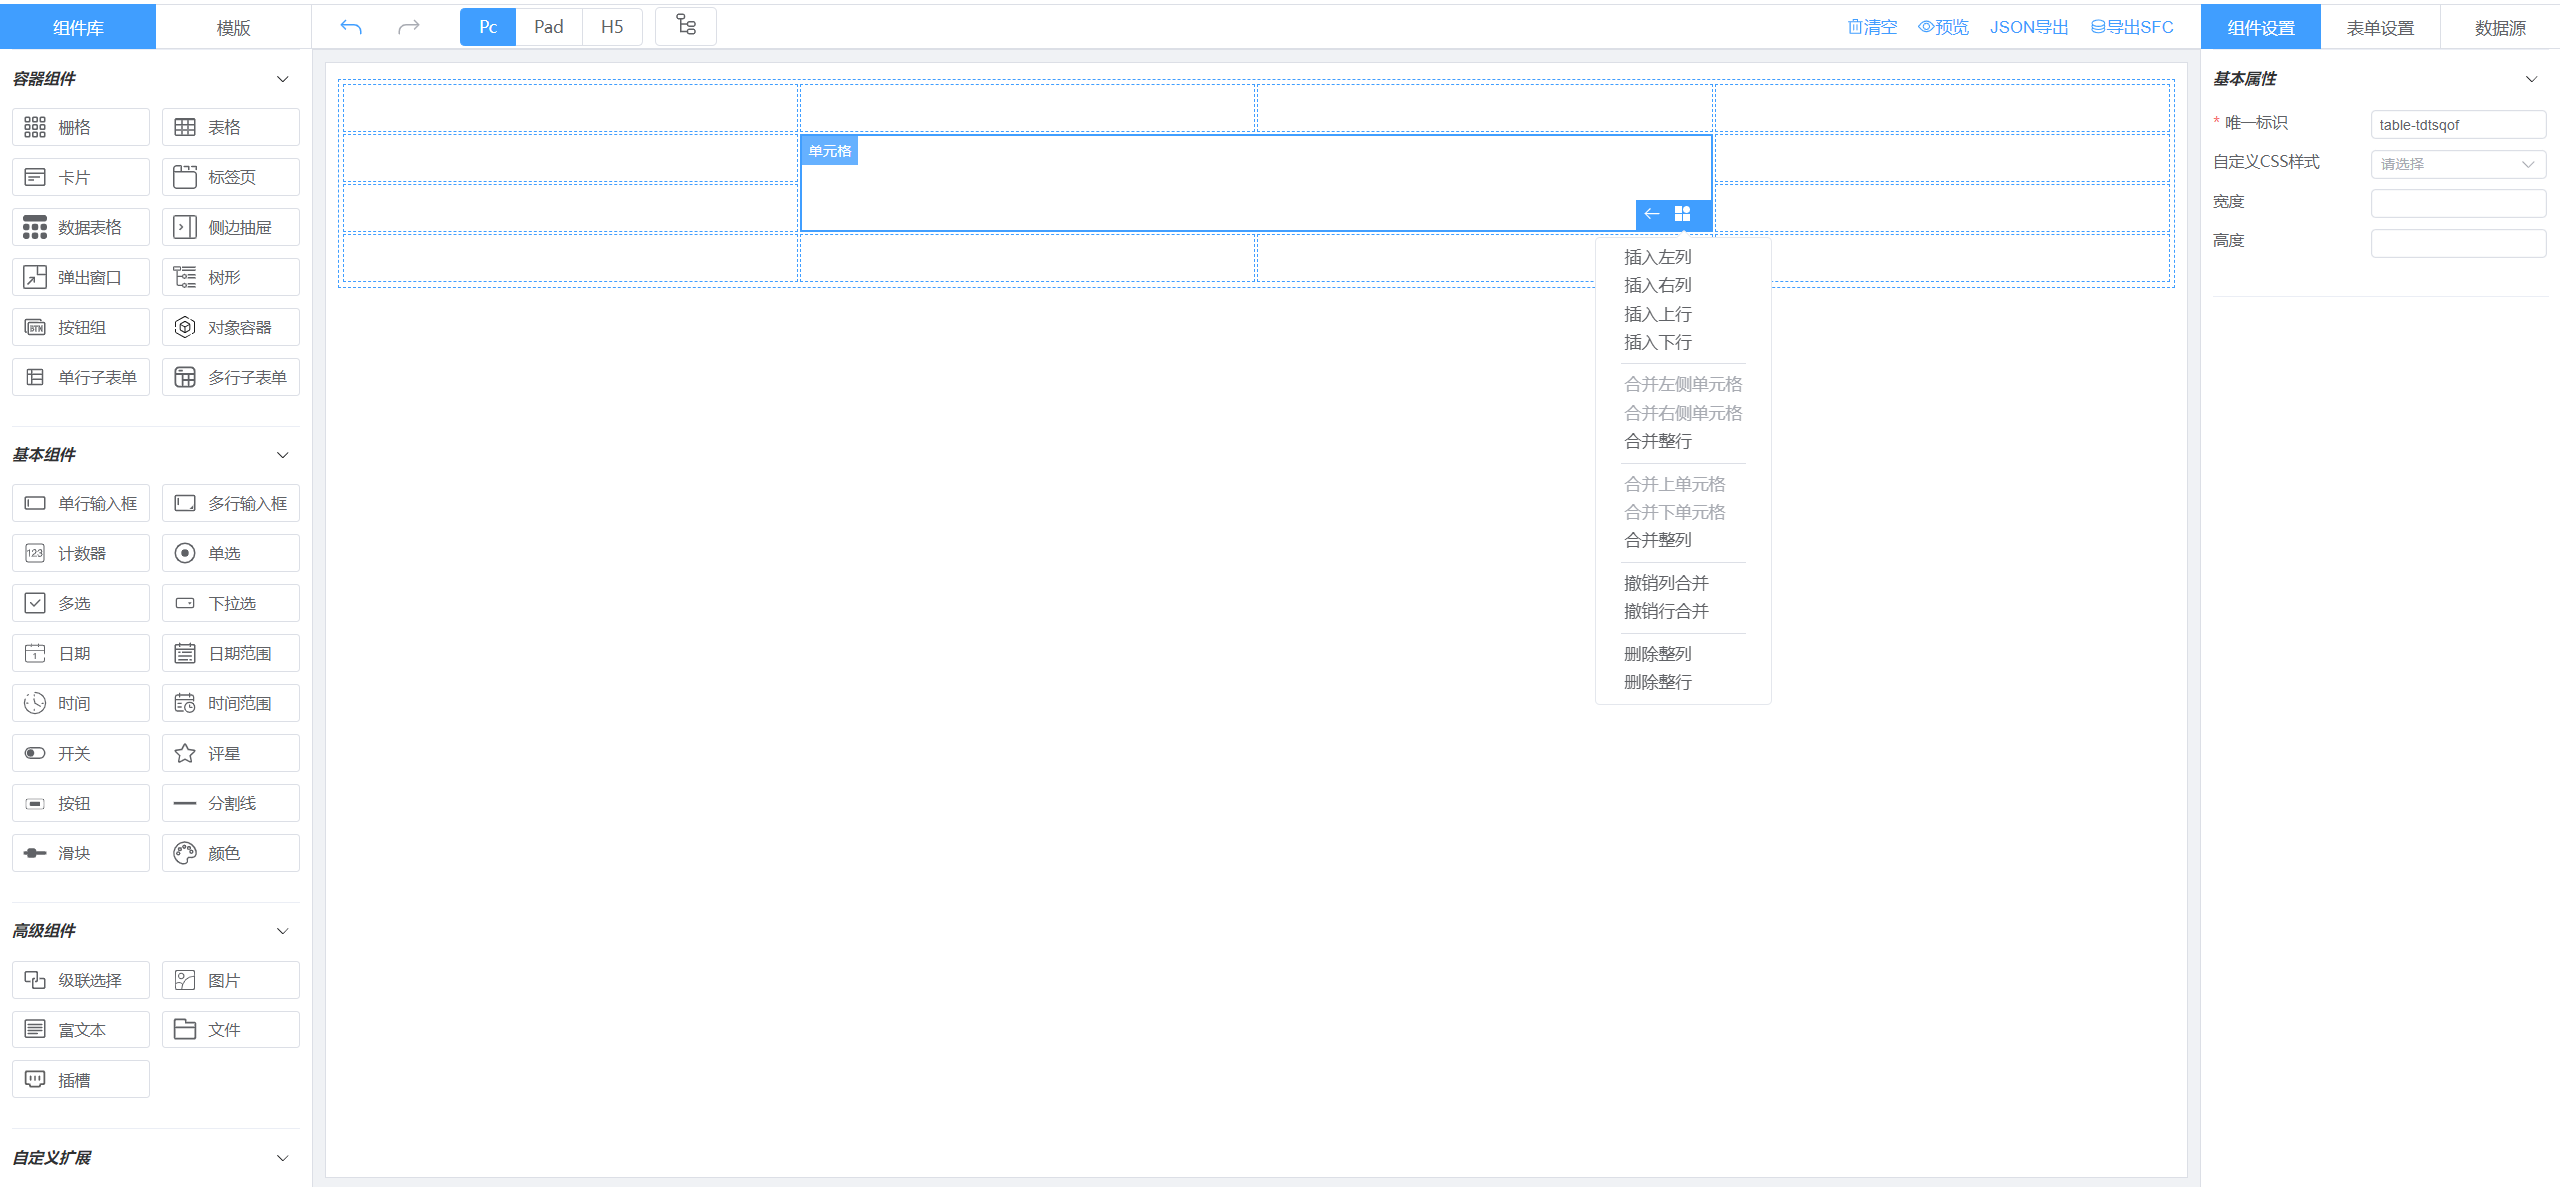 组件库
模版
Pc
Pad
H5
清空
预览
JSON导出
导出SFC
组件设置
表单设置
数据源
容器组件
栅格
表格
卡片
标签页
数据表格
侧边抽屉
弹出窗口
树形
BTN
按钮组
对象容器
单行子表单
多行子表单
基本组件
单行输入框
多行输入框
123
计数器
单选
多选
下拉选
1
日期
日期范围
时间
时间范围
开关
评星
按钮
分割线
滑块
颜色
高级组件
级联选择
图片
富文本
文件
插槽
自定义扩展
单元格
插入左列
插入右列
插入上行
插入下行
合并左侧单元格
合并右侧单元格
合并整行
合并上单元格
合并下单元格
合并整列
撤销列合并
撤销行合并
删除整列
删除整行
基本属性
* 唯一标识
table-tdtsqof
自定义CSS样式
请选择
宽度
高度